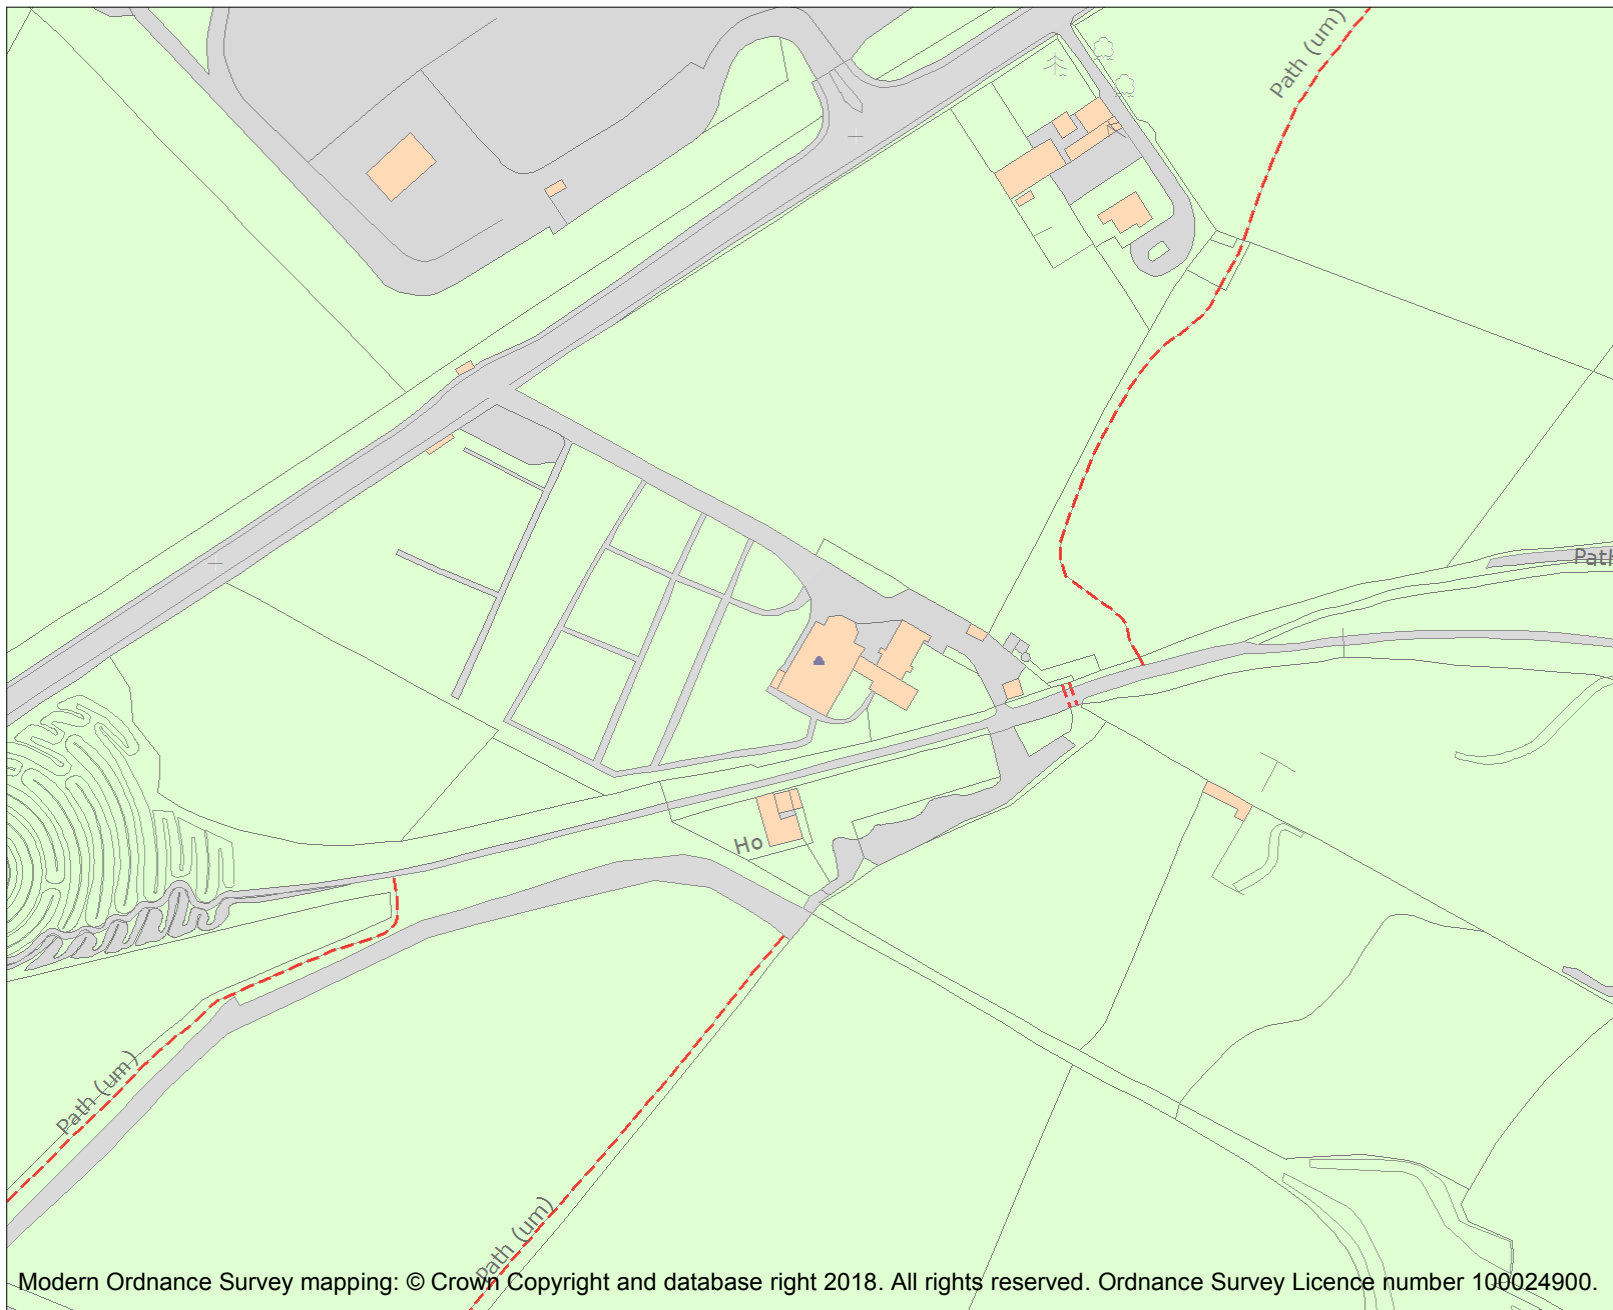 Path (um)
Path
Ho
Path (um)
Path (um)
Modern Ordnance Survey mapping: © Crown Copyright and database right 2018. All rights reserved. Ordnance Survey Licence number 100024900.